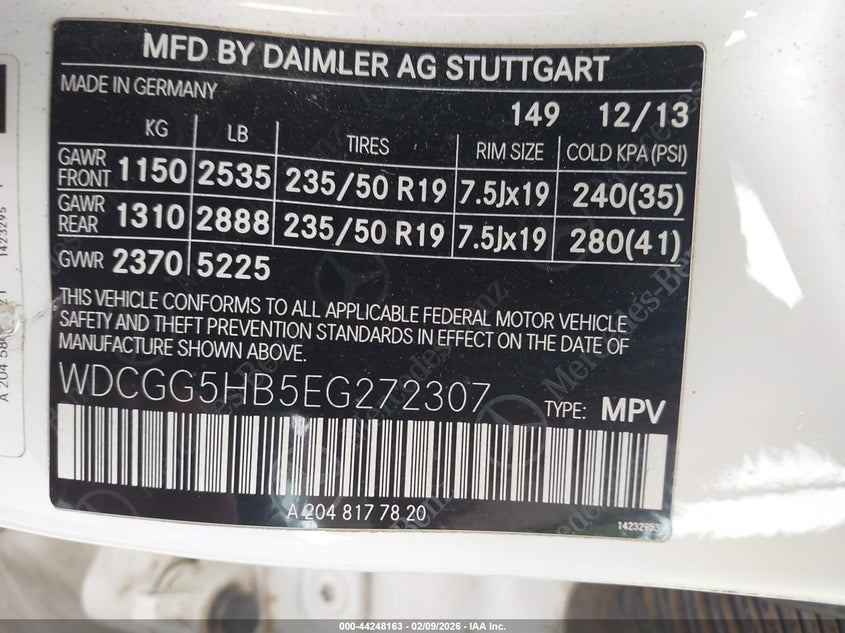 MFD BY DAIMLER AG STUTTGART
MADE IN GERMANY 149 12/13
KG LB TIRES RIM SIZE COLD KPA (PSI)
GAWR FRONT 1150 2535 235/50 R19 7.5Jx19 240(35)
GAWR REAR 1310 2888 235/50 R19 7.5Jx19 280(41)
GVWR 2370 5225
THIS VEHICLE CONFORMS TO ALL APPLICABLE FEDERAL MOTOR VEHICLE
SAFETY AND THEFT PREVENTION STANDARDS IN EFFECT ON THE DATE OF
MANUFACTURE SHOWN ABOVE.
WDCGG5HB5EG272307 TYPE: MPV
A 204 817 78 20
14232953
Mercedes-Benz
000-44248163 - 02/09/2026 - IAA Inc.